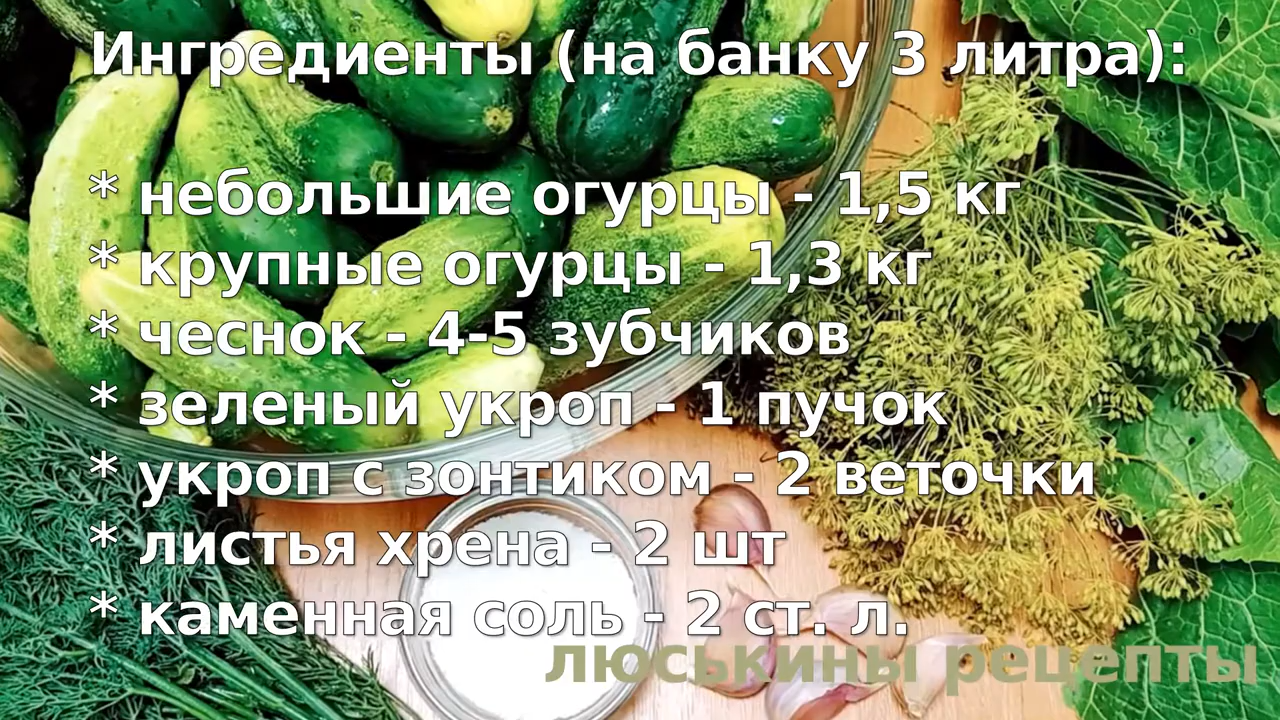 Ингредиенты (на банку 3 литра):
* небольшие огурцы - 1,5 кг
* крупные огурцы - 1,3 кг
* чеснок - 4-5 зубчиков
* зеленый укроп - 1 пучок
* укроп с зонтиком - 2 веточки
* листья хрена - 2 шт
* каменная соль - 2 ст. л.
люськины рецепты